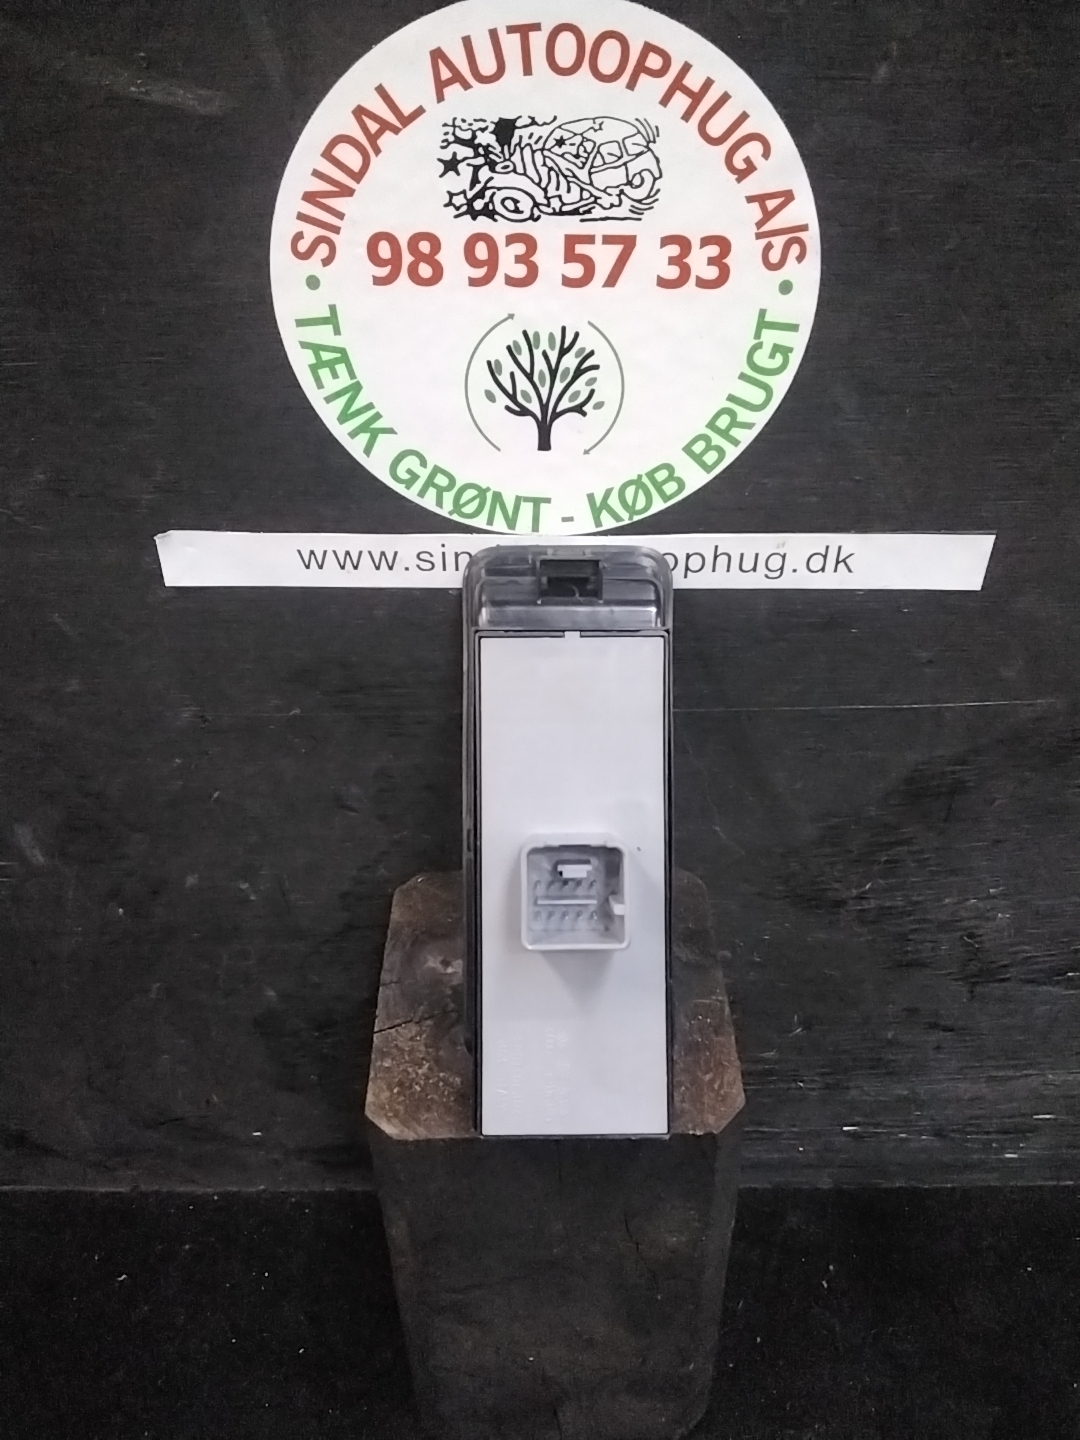 SINDAL AUTOOPHUG A/S
98 93 57 33
• TÆNK GRØNT - KØB BRUGT •
www.sin ophug.dk